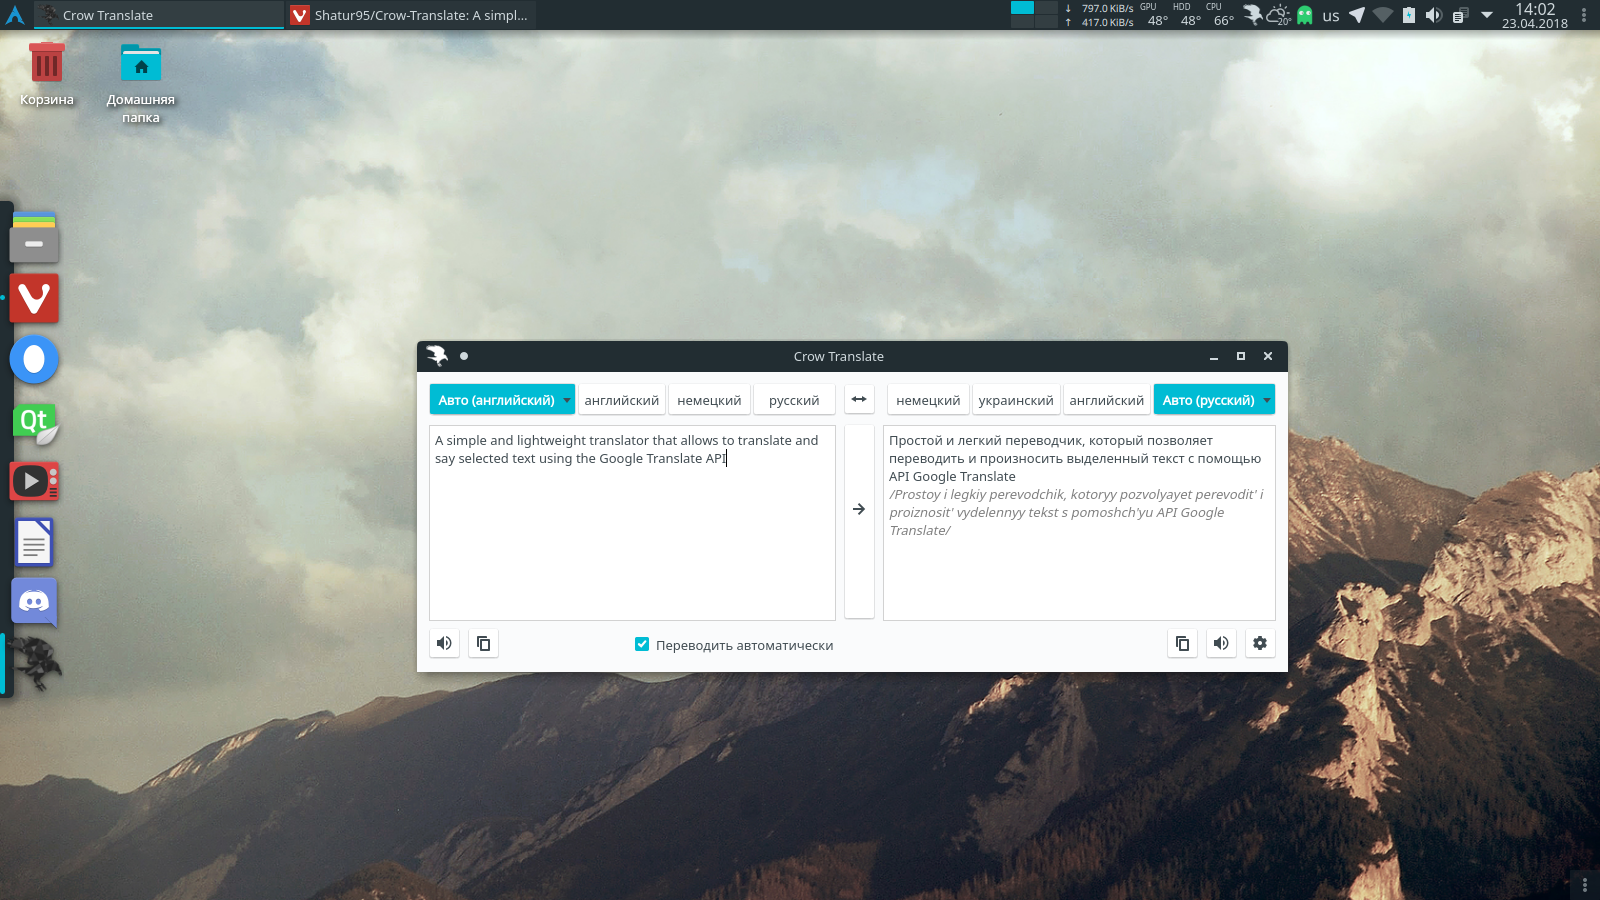 Crow Translate
Shatur95/Crow-Translate: A simpl...
↓ 797.0 KiB/s
↑ 417.0 KiB/s
GPU
48°
HDD
48°
CPU
66°
20°
us
14:02
23.04.2018
Корзина
Домашняя
папка
Qt
Crow Translate
Авто (английский)
английский
немецкий
русский
немецкий
украинский
английский
Авто (русский)
A simple and lightweight translator that allows to translate and
say selected text using the Google Translate API
Простой и легкий переводчик, который позволяет
переводить и произносить выделенный текст с помощью
API Google Translate
/Prostoy i legkiy perevodchik, kotoryy pozvolyayet perevodit' i
proiznosit' vydelennyy tekst s pomoshch'yu API Google
Translate/
Переводить автоматически